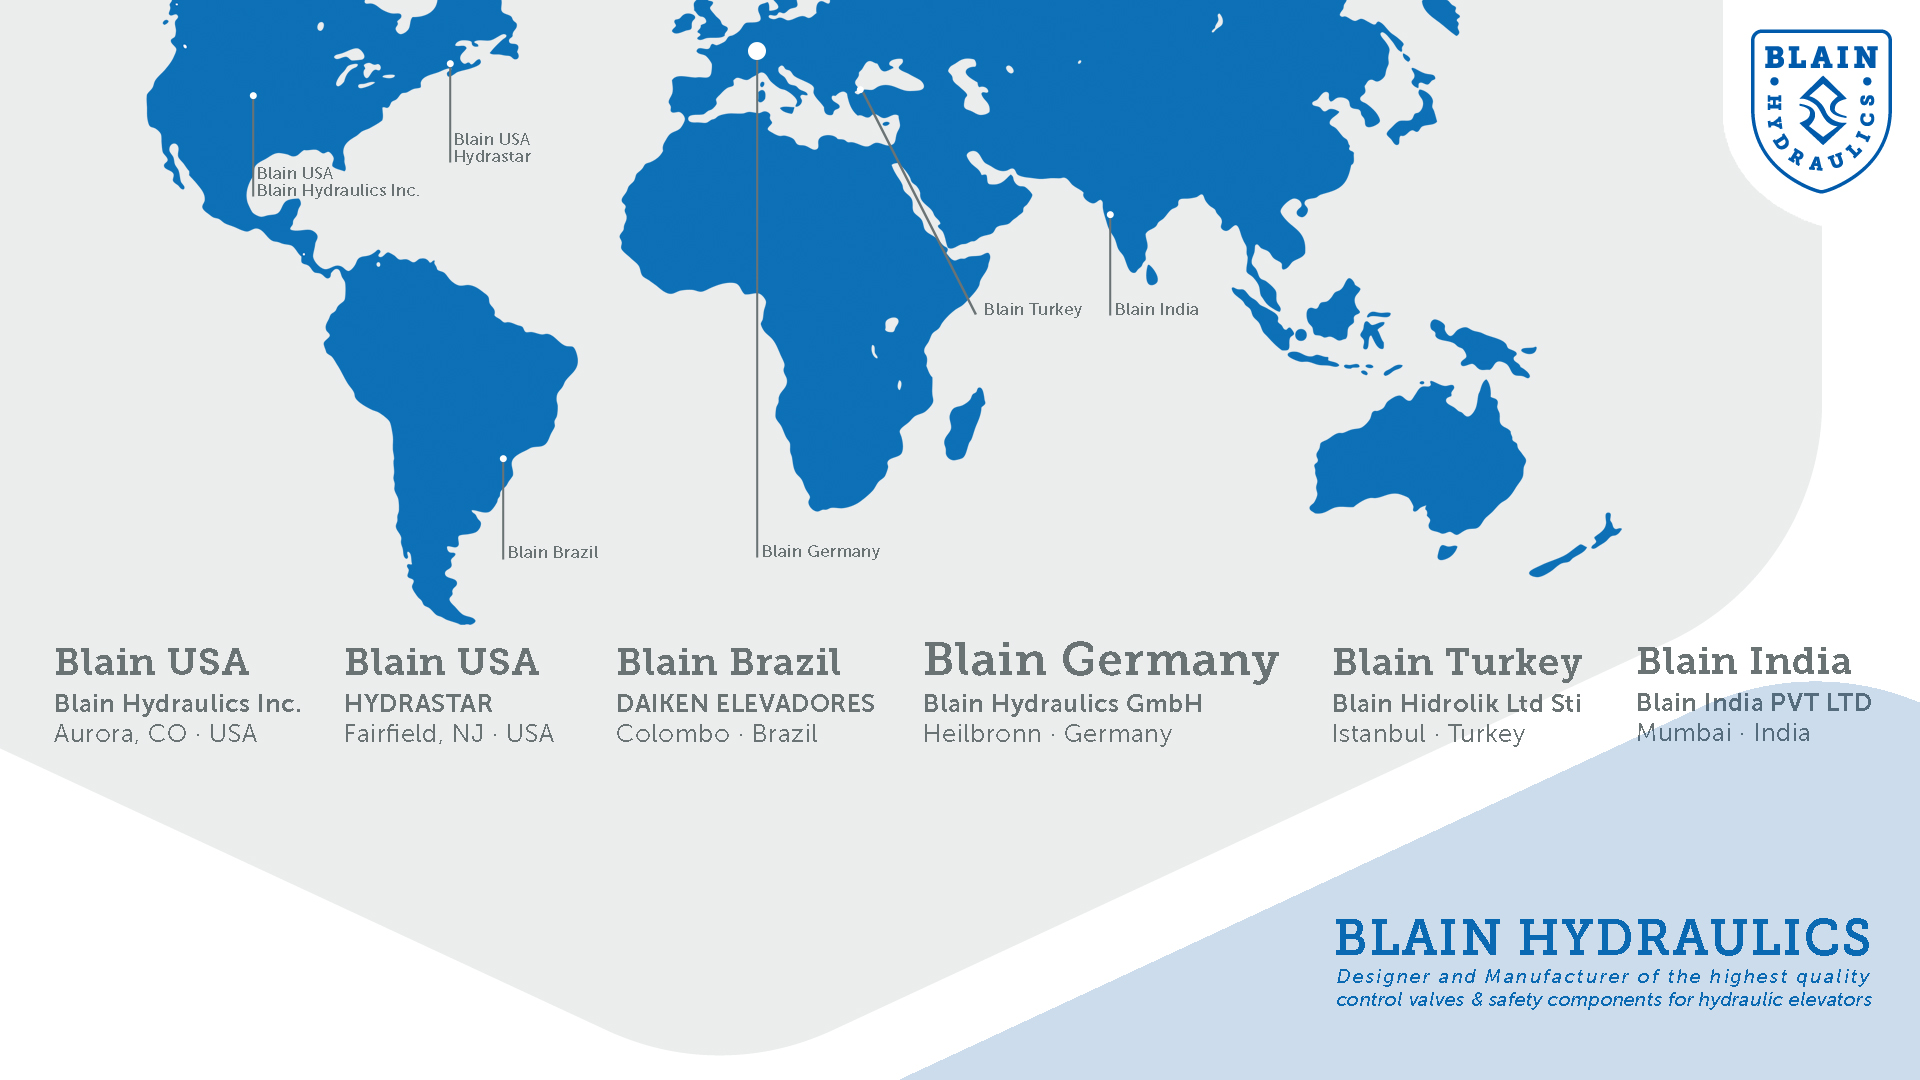 BLAIN
HYDRAULICS
Blain USA
Hydrastar
Blain USA
Blain Hydraulics Inc.
Blain Turkey
Blain India
Blain Brazil
Blain Germany
Blain USA
Blain Hydraulics Inc.
Aurora, CO · USA
Blain USA
HYDRASTAR
Fairfield, NJ · USA
Blain Brazil
DAIKEN ELEVADORES
Colombo · Brazil
Blain Germany
Blain Hydraulics GmbH
Heilbronn · Germany
Blain Turkey
Blain Hidrolik Ltd Sti
Istanbul · Turkey
Blain India
Blain India PVT LTD
Mumbai · India
BLAIN HYDRAULICS
Designer and Manufacturer of the highest quality
control valves & safety components for hydraulic elevators